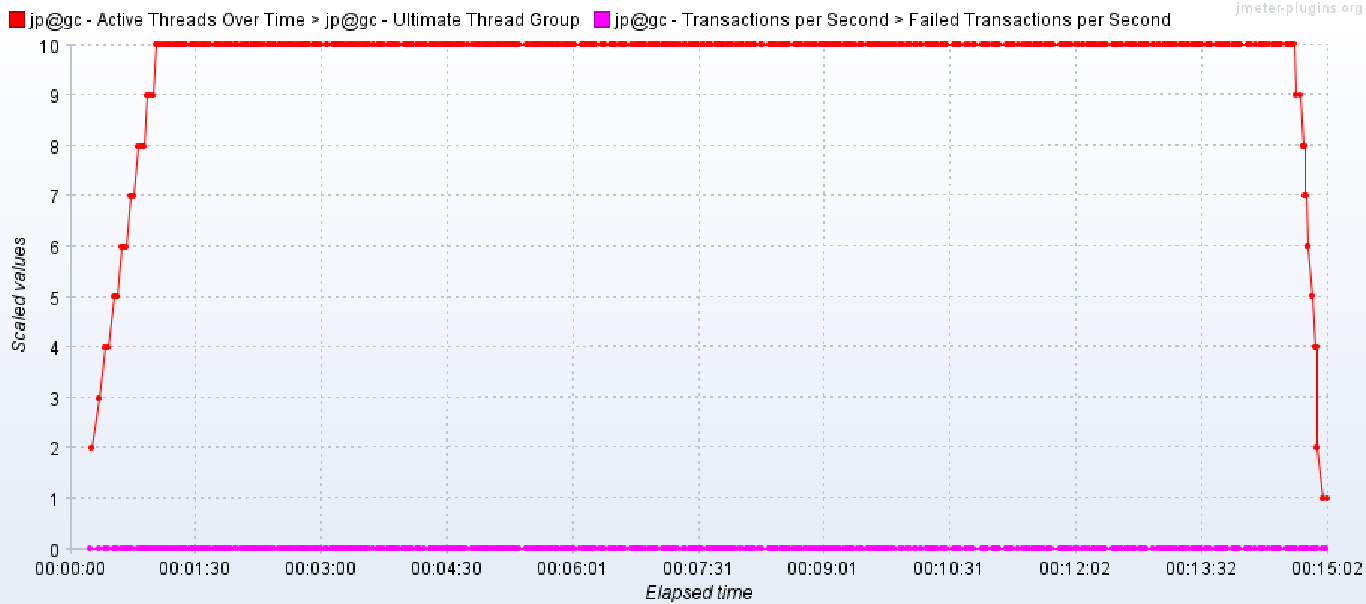 jmeter-plugins.org
jp@gc - Active Threads Over Time > jp@gc - Ultimate Thread Group jp@gc - Transactions per Second > Failed Transactions per Second
10
9
8
7
6
5
4
3
2
1
0
Scaled values
00:00:00 00:01:30 00:03:00 00:04:30 00:06:01 00:07:31 00:09:01 00:10:31 00:12:02 00:13:32 00:15:02
Elapsed time